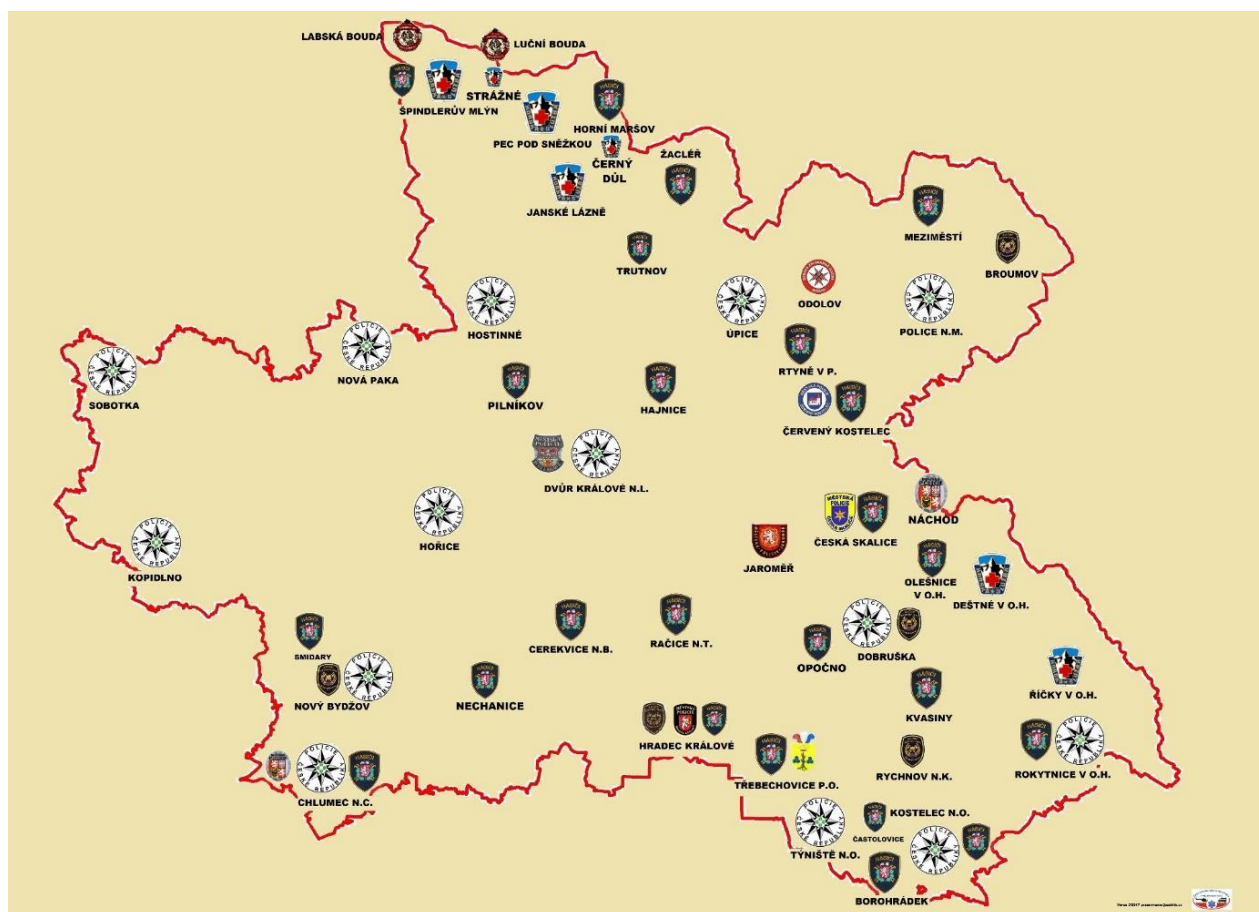 LABSKÁ BOUDA
LUČNÍ BOUDA
STRÁŽNÉ
ŠPINDLERŮV MLÝN
HORNÍ MARŠOV
PEC POD SNĚŽKOU
ŽACLÉŘ
ČERNÝ
DŮL
JANSKÉ LÁZNĚ
MEZIMĚSTÍ
TRUTNOV
BROUMOV
ODOLOV
HOSTINNÉ
ÚPICE
POLICE N.M.
NOVÁ PAKA
RTYNĚ V P.
SOBOTKA
PILNÍKOV
HAJNICE
ČERVENÝ KOSTELEC
DVŮR KRÁLOVÉ N.L.
NÁCHOD
HOŘICE
ČESKÁ SKALICE
JAROMĚŘ
KOPIDLNO
OLEŠNICE
V O.H.
DEŠTNÉ V O.H.
SMIDARY
CEREKVICE N.B.
RAČICE N.T.
DOBRUŠKA
OPOČNO
NOVÝ BYDŽOV
NECHANICE
KVASINY
ŘÍČKY V O.H.
HRADEC KRÁLOVÉ
RYCHNOV N.K.
ROKYTNICE V O.H.
TŘEBECHOVICE P.O.
CHLUMEC N.C.
KOSTELEC N.O.
ČASTOLOVICE
TÝNIŠTĚ N.O.
BOROHRÁDEK